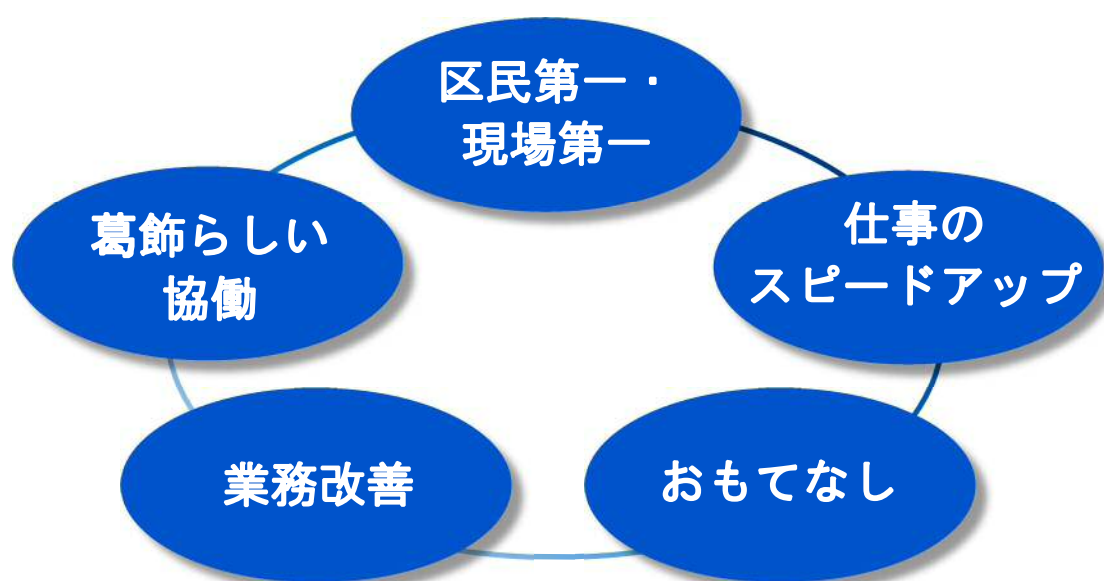 区民第一・
現場第一
仕事の
スピードアップ
おもてなし
業務改善
葛飾らしい
協働